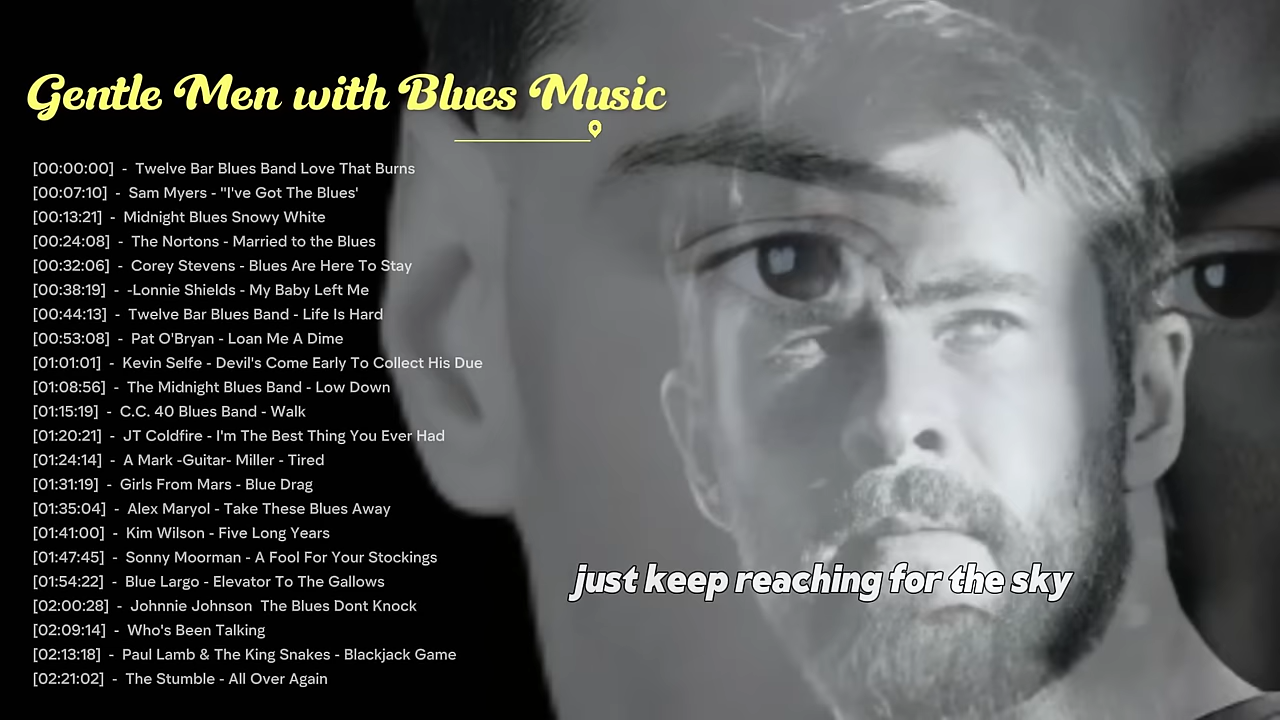 Gentle Men with Blues Music
[00:00:00] - Twelve Bar Blues Band Love That Burns
[00:07:10] - Sam Myers - "I've Got The Blues'
[00:13:21] - Midnight Blues Snowy White
[00:24:08] - The Nortons - Married to the Blues
[00:32:06] - Corey Stevens - Blues Are Here To Stay
[00:38:19] - -Lonnie Shields - My Baby Left Me
[00:44:13] - Twelve Bar Blues Band - Life Is Hard
[00:53:08] - Pat O'Bryan - Loan Me A Dime
[01:01:01] - Kevin Selfe - Devil's Come Early To Collect His Due
[01:08:56] - The Midnight Blues Band - Low Down
[01:15:19] - C.C. 40 Blues Band - Walk
[01:20:21] - JT Coldfire - I'm The Best Thing You Ever Had
[01:24:14] - A Mark -Guitar- Miller - Tired
[01:31:19] - Girls From Mars - Blue Drag
[01:35:04] - Alex Maryol - Take These Blues Away
[01:41:00] - Kim Wilson - Five Long Years
[01:47:45] - Sonny Moorman - A Fool For Your Stockings
[01:54:22] - Blue Largo - Elevator To The Gallows
[02:00:28] - Johnnie Johnson  The Blues Dont Knock
[02:09:14] - Who's Been Talking
[02:13:18] - Paul Lamb & The King Snakes - Blackjack Game
[02:21:02] - The Stumble - All Over Again
just keep reaching for the sky